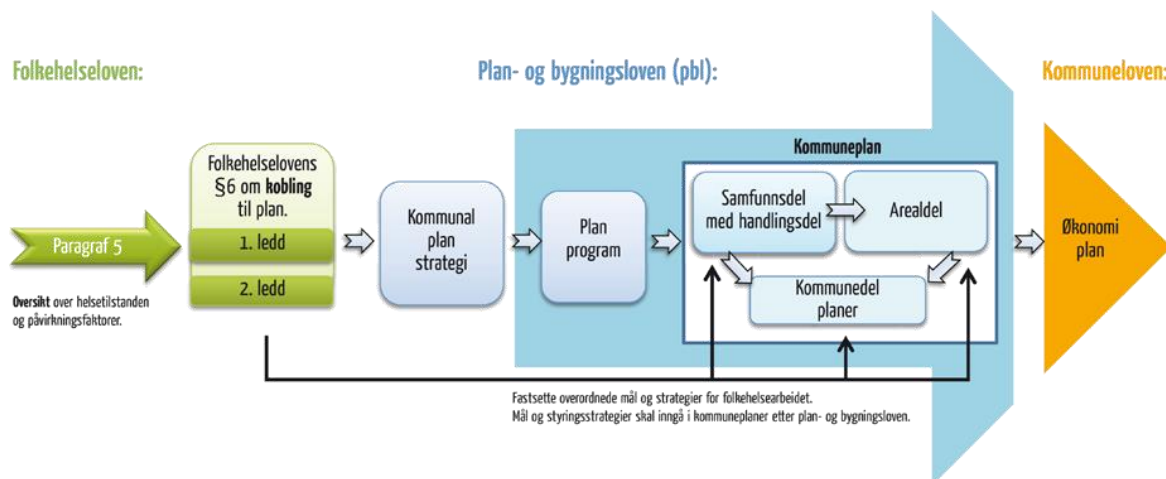 Folkehelseloven:
Plan- og bygningsloven (pbl):
Kommuneloven:
Paragraf 5
Oversikt over helsetilstanden
og påvirkningsfaktorer.
Folkehelselovens
§6 om kobling
til plan.
1. ledd
2. ledd
Kommunal
plan
strategi
Plan
program
Kommuneplan
Samfunnsdel
med handlingsdel
Arealdel
Kommunedel
planer
Økonomi
plan
Fastsette overordnede mål og strategier for folkehelsearbeidet.
Mål og styringsstrategier skal inngå i kommuneplaner etter plan- og bygningsloven.